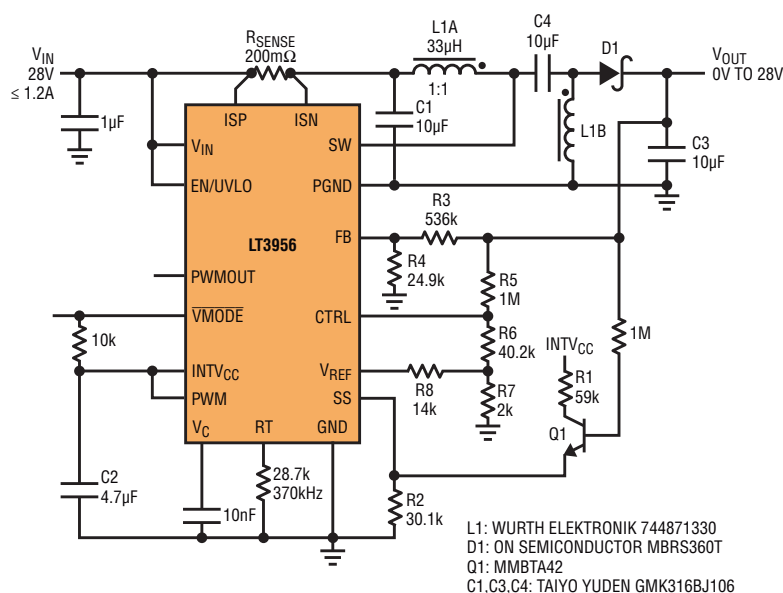 VIN
28V
≤ 1.2A
RSENSE
200mΩ
L1A
33µH
1:1
C4
10µF
D1
VOUT
0V TO 28V
1µF
ISP
ISN
C1
10µF
L1B
C3
10µF
VIN
EN/UVLO
SW
PGND
LT3956
FB
R3
536k
R4
24.9k
PWMOUT
R5
1M
VMODE
CTRL
10k
R6
40.2k
1M
INTVCC
PWM
VREF
SS
R8
14k
R7
2k
INTVCC
R1
59k
Q1
VC
RT
GND
C2
4.7µF
10nF
28.7k
370kHz
R2
30.1k
L1: WURTH ELEKTRONIK 744871330
D1: ON SEMICONDUCTOR MBRS360T
Q1: MMBTA42
C1,C3,C4: TAIYO YUDEN GMK316BJ106